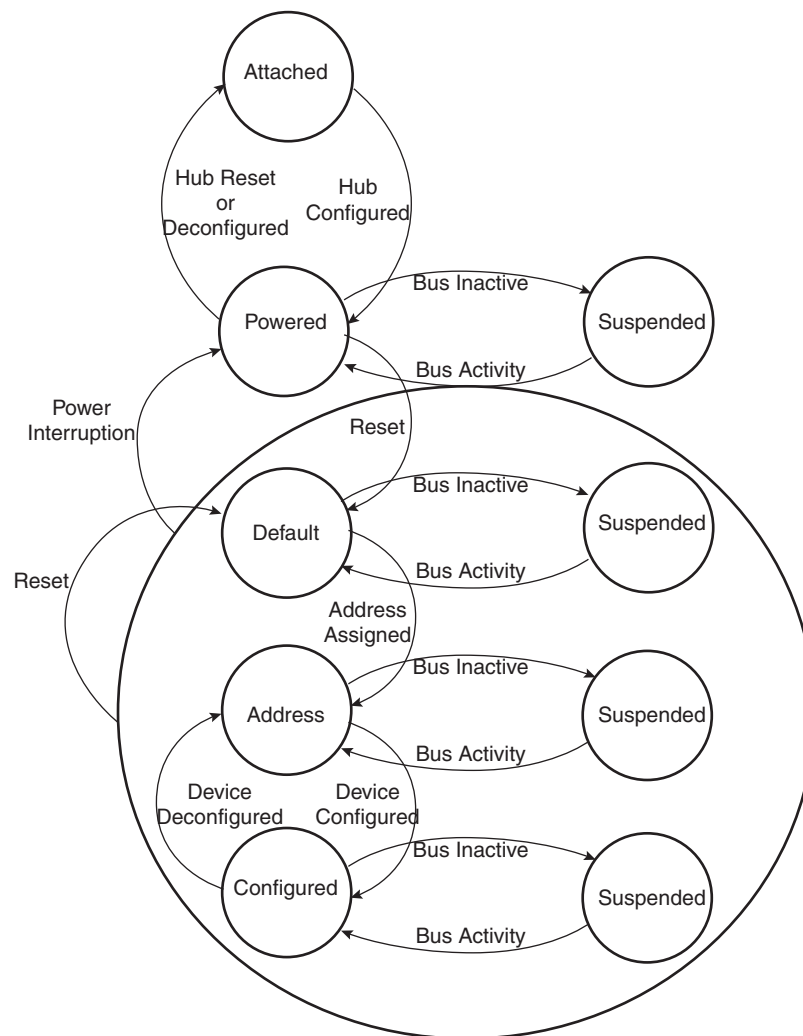 Attached
Hub Reset
or
Deconfigured
Hub
Configured
Powered
Bus Inactive
Suspended
Bus Activity
Power
Interruption
Reset
Default
Bus Inactive
Suspended
Bus Activity
Reset
Address
Assigned
Address
Bus Inactive
Suspended
Bus Activity
Device
Deconfigured
Device
Configured
Configured
Bus Inactive
Suspended
Bus Activity